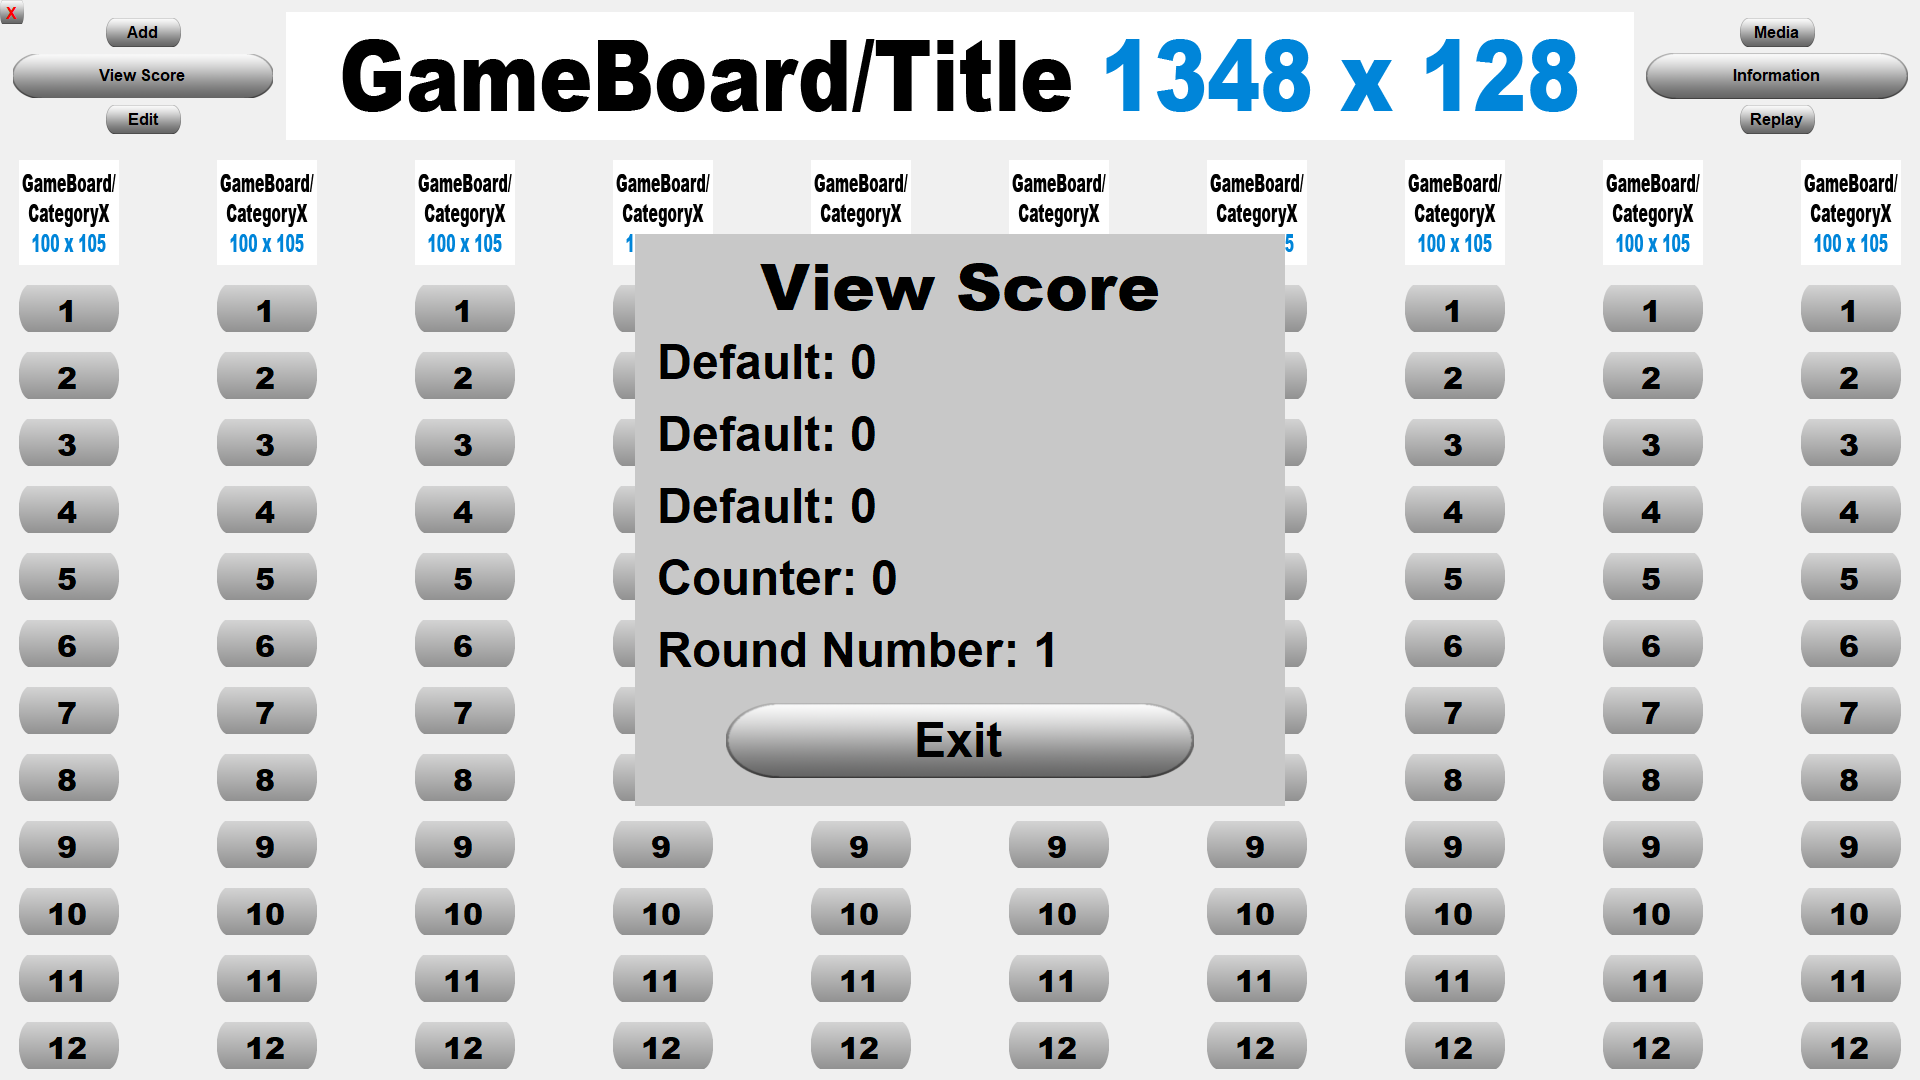 X
Add
View Score
Edit
GameBoard/Title 1348 x 128
Media
Information
Replay
GameBoard/ GameBoard/ GameBoard/ GameBoard/ GameBoard/ GameBoard/ GameBoard/ GameBoard/ GameBoard/ GameBoard/
CategoryX CategoryX CategoryX CategoryX CategoryX CategoryX CategoryX CategoryX CategoryX CategoryX
100 x 105 100 x 105 100 x 105 1 5 100 x 105 100 x 105 100 x 105
View Score
Default: 0
Default: 0
Default: 0
Counter: 0
Round Number: 1
Exit
1 1 1 1 1 1
2 2 2 2 2 2
3 3 3 3 3 3
4 4 4 4 4 4
5 5 5 5 5 5
6 6 6 6 6 6
7 7 7 7 7 7
8 8 8 8 8 8
9 9 9 9 9 9 9 9 9 9
10 10 10 10 10 10 10 10 10 10
11 11 11 11 11 11 11 11 11 11
12 12 12 12 12 12 12 12 12 12